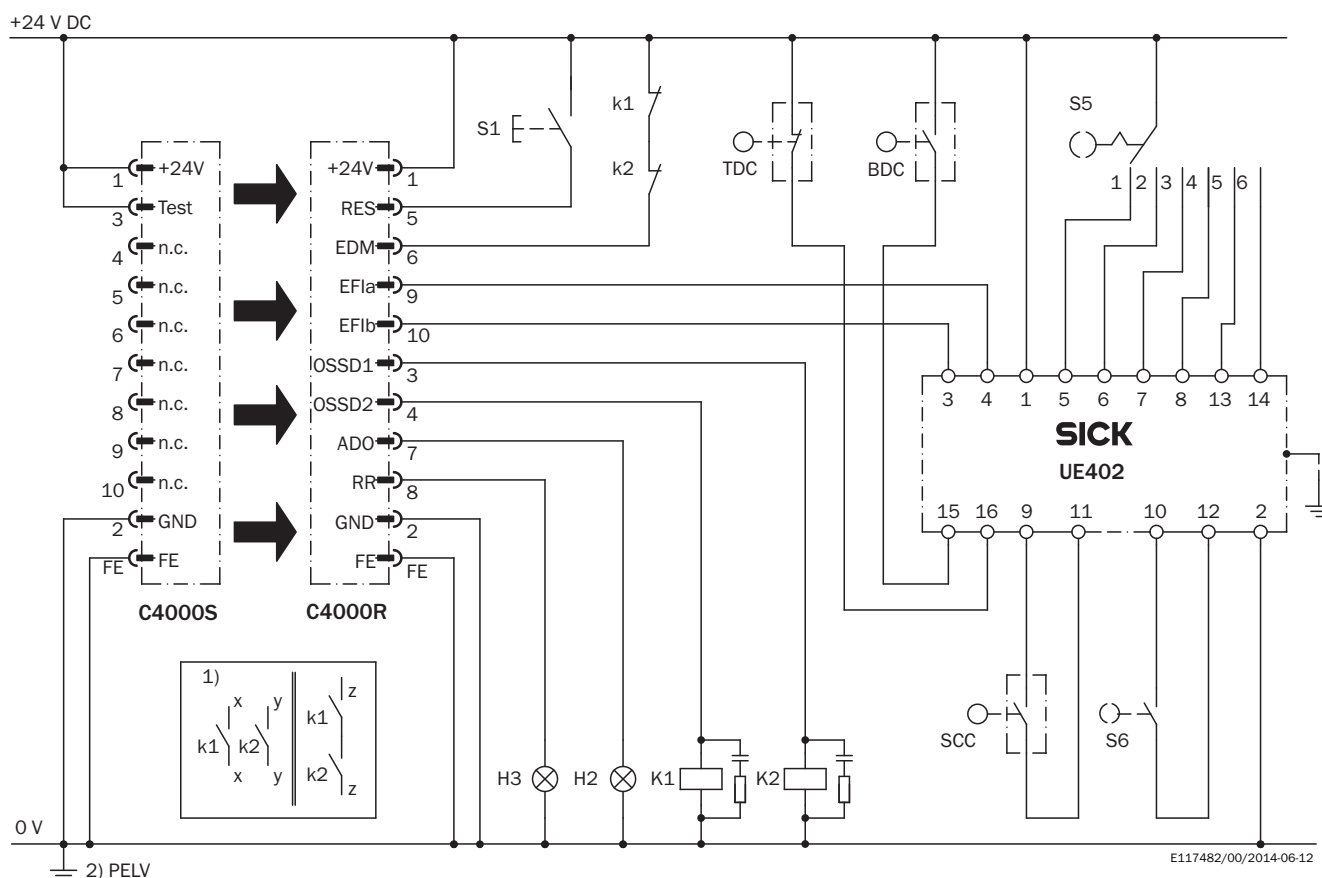 +24 V DC
S1
k1
k2
TDC
BDC
S5
1 2 3 4 5 6
1 +24V
3 Test
4 n.c.
5 n.c.
6 n.c.
7 n.c.
8 n.c.
9 n.c.
10 n.c.
2 GND
FE FE
C4000S
+24V 1
RES 5
EDM 6
EFIa 9
EFIb 10
OSSD1 3
OSSD2 4
ADO 7
RR 8
GND 2
FE FE
C4000R
3 4 1 5 6 7 8 13 14
SICK
UE402
15 16 9 11 10 12 2
SCC
S6
1)
x y z
k1 k2 k1
x y k2 z
H3
H2
K1
K2
0 V
2) PELV
E117482/00/2014-06-12